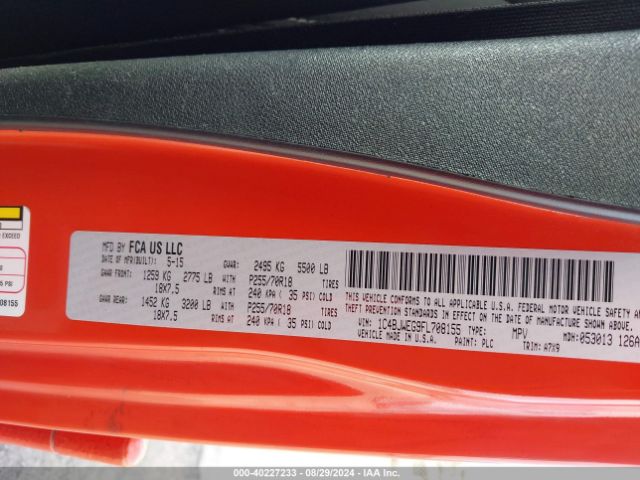 EXCEED
08155
MFD BY FCA US LLC
DATE OF MFR(BUILT): 5-15 GVWR: 2495 KG 5500 LB
GAWR FRONT: 1259 KG 2775 LB WITH P255/70R18 TIRES
18X7.5 RIMS AT 240 KPA ( 35 PSI) COLD
GAWR REAR: 1452 KG 3200 LB WITH P255/70R18 TIRES
18X7.5 RIMS AT 240 KPA ( 35 PSI) COLD
THIS VEHICLE CONFORMS TO ALL APPLICABLE U.S.A. FEDERAL MOTOR VEHICLE SAFETY AN
THEFT PREVENTION STANDARDS IN EFFECT ON THE DATE OF MANUFACTURE SHOWN ABOVE.
VIN: 1C4BJWEG9FL708155 TYPE: MPV MDH: 053013 126A
MADE IN U.S.A. PAINT: PLC TRIM: A7X9
000-40227233 — 08/29/2024 — IAA Inc.